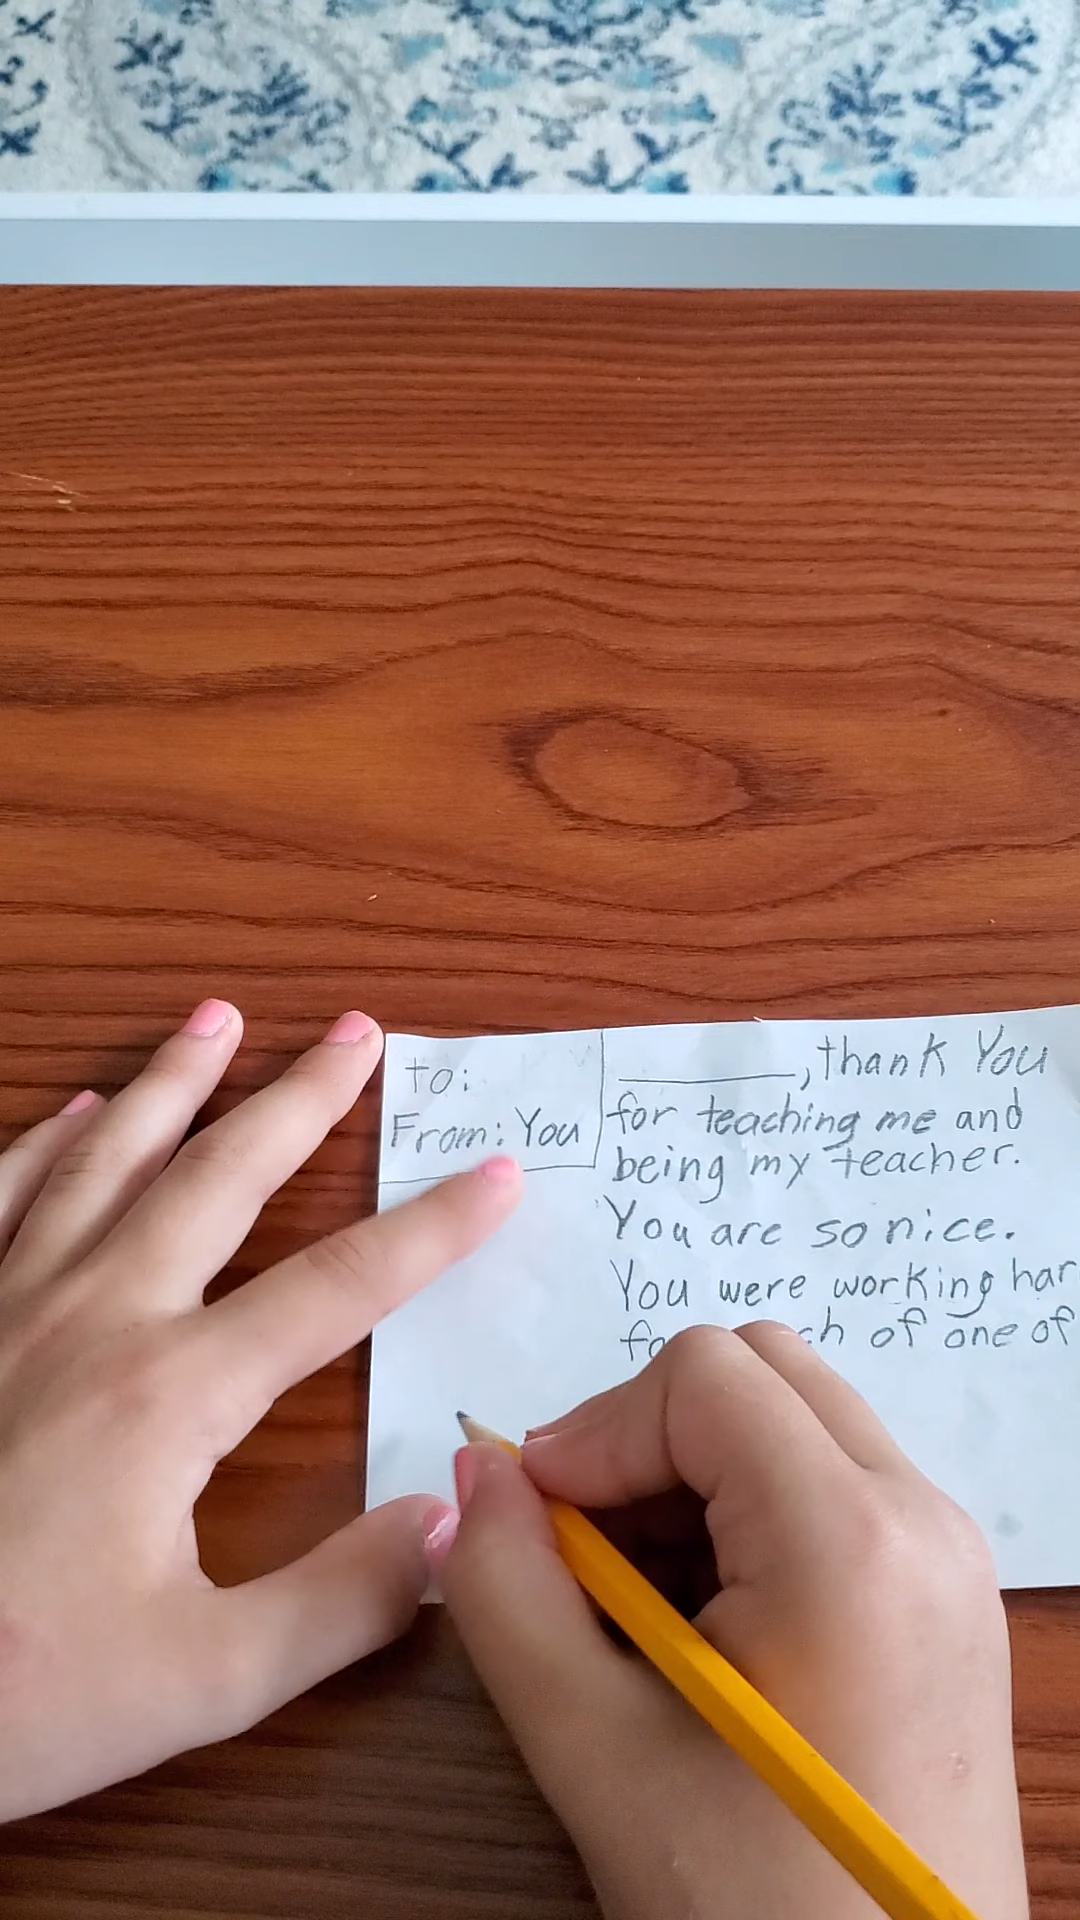 to:
From: You
________, thank You
for teaching me and
being my teacher.
You are so nice.
You were working
of one of